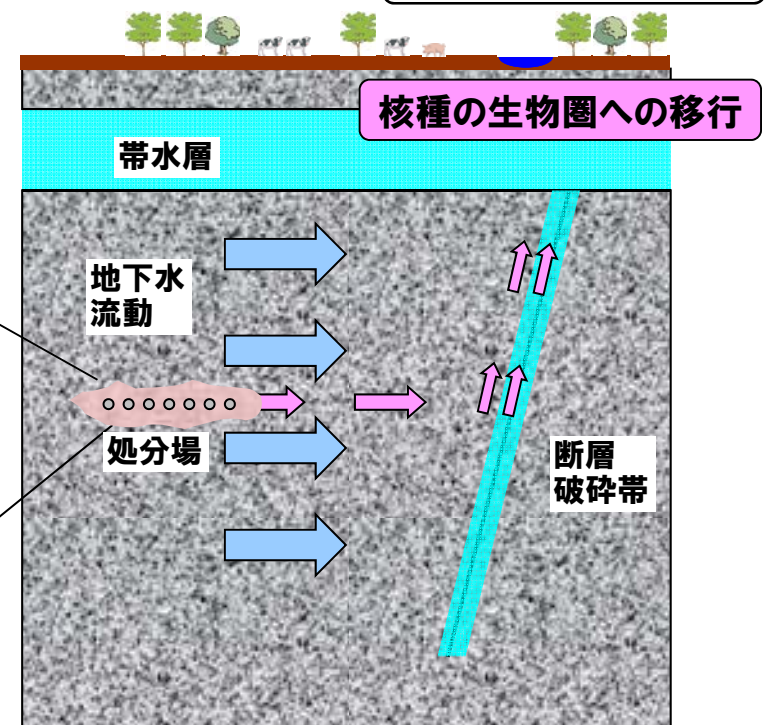 核種の生物圏への移行
帯水層
地下水
流動
処分場
断層
破砕帯